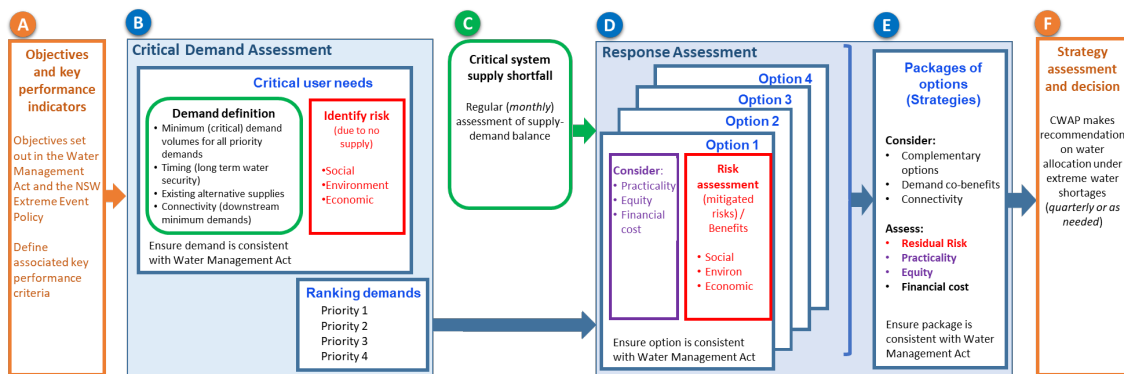 A
Objectives
and key
performance
indicators
Objectives set
out in the Water
Management
Act and the NSW
Extreme Event
Policy
Define
associated key
performance
criteria
B
Critical Demand Assessment
Critical user needs
Demand definition
• Minimum (critical) demand
volumes for all priority
demands
• Timing (long term water
security)
• Existing alternative supplies
• Connectivity (downstream
minimum demands)
Identify risk
(due to no
supply)
• Social
• Environment
• Economic
Ensure demand is consistent
with Water Management Act
Ranking demands
Priority 1
Priority 2
Priority 3
Priority 4
C
Critical system
supply shortfall
Regular (monthly)
assessment of supply-
demand balance
D
Response Assessment
Option 4
Option 3
Option 2
Option 1
Consider:
• Practicality
• Equity
• Financial
cost
Risk
assessment
(mitigated risks) /
Benefits
• Social
• Environ
• Economic
Ensure option is consistent
with Water Management Act
E
Packages of
options
(Strategies)
Consider:
• Complementary
options
• Demand co-benefits
• Connectivity
Assess:
• Residual Risk
• Practicality
• Equity
• Financial cost
Ensure package is
consistent with Water
Management Act
F
Strategy
assessment
and decision
CWAP makes
recommendation
on water
allocation under
extreme water
shortages
(quarterly or as
needed)